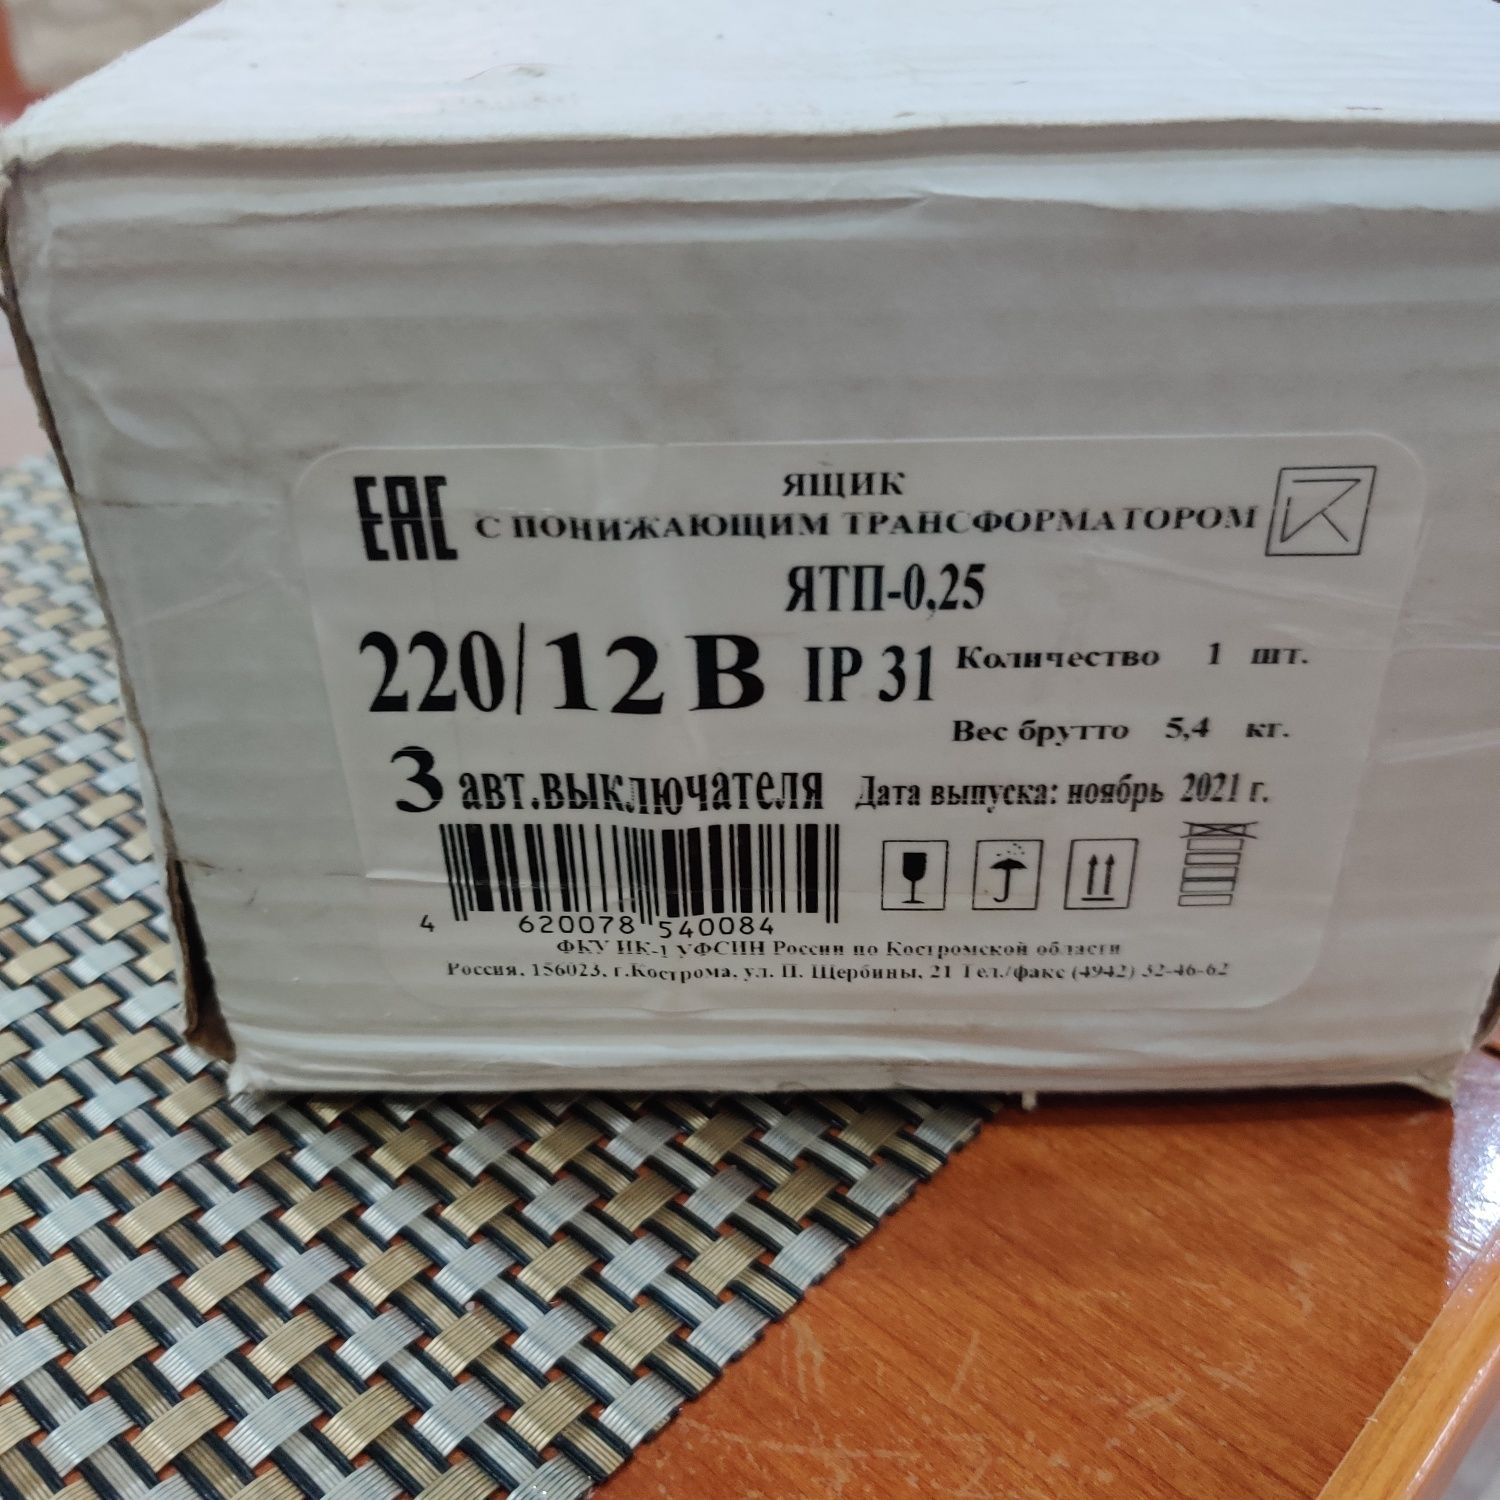 ЕАС
ЯЩИК
С ПОНИЖАЮЩИМ ТРАНСФОРМАТОРОМ
ЯТП-0,25
220/12 В IP 31 Количество 1 шт.
Вес брутто 5,4 кг.
3 авт.выключателя Дата выпуска: ноябрь 2021 г.
4 620078 540084
ФКУ ИК-1 УФСИН России по Костромской области
Россия, 156023, г.Кострома, ул. П. Щербины, 21 Тел./факс (4942) 32-46-62